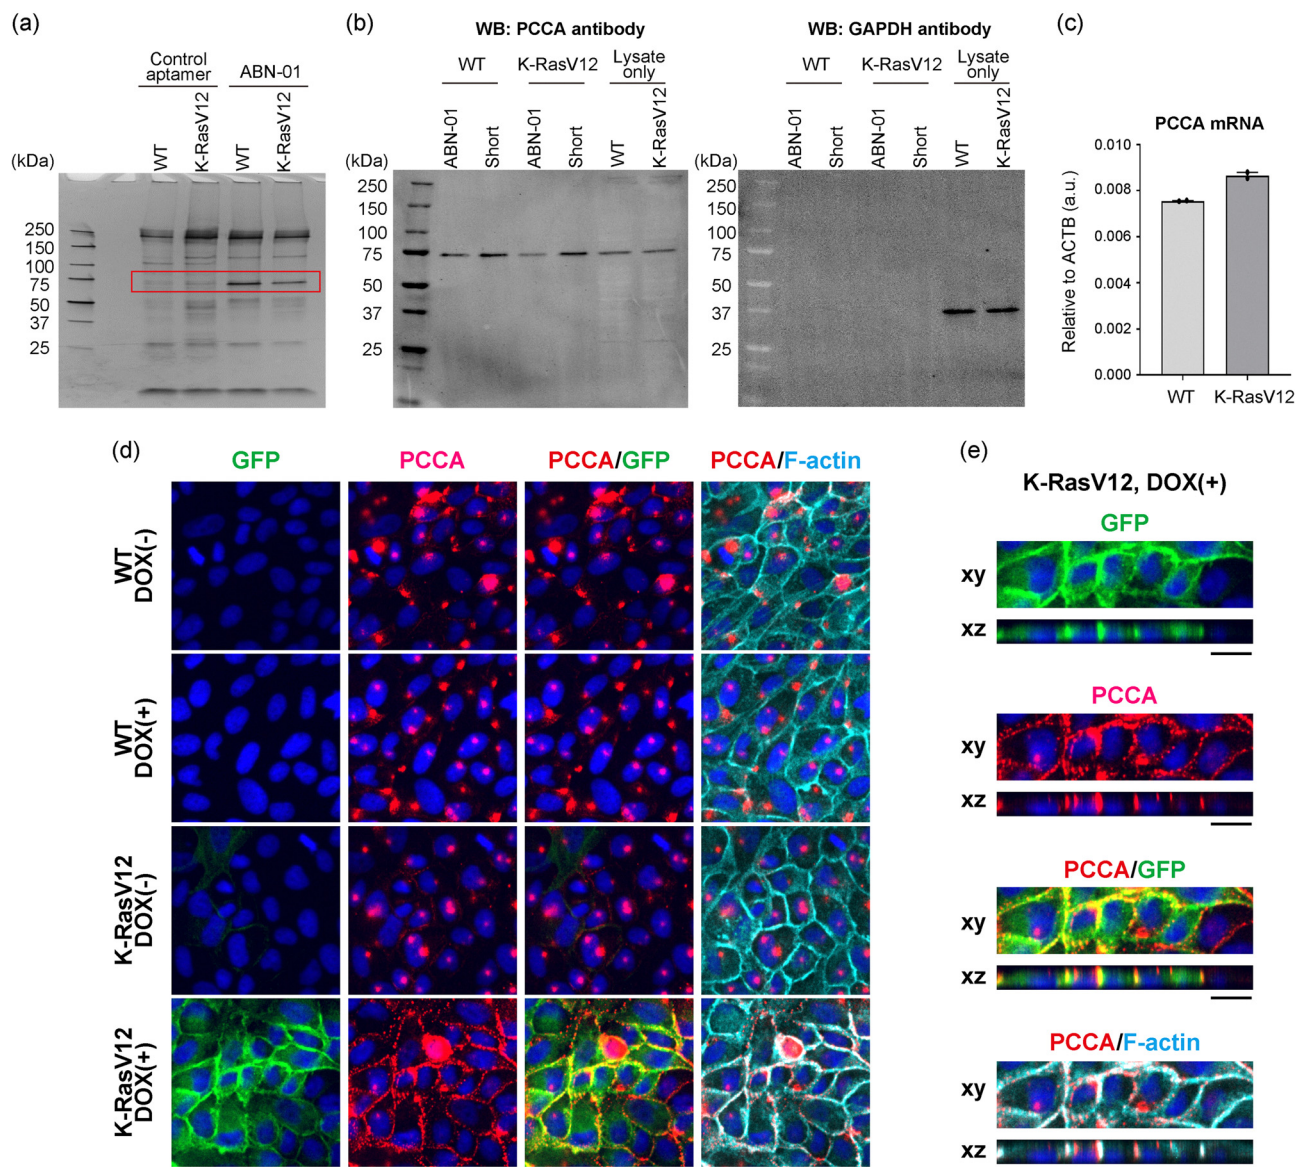 (a)
Control
aptamer
ABN-01
WT
K-RasV12
WT
K-RasV12
(kDa)
250
150
100
75
50
37
25
(b)
WB: PCCA antibody
WT
K-RasV12
Lysate
only
ABN-01
Short
ABN-01
Short
WT
K-RasV12
(kDa)
250
150
100
75
50
37
25
WB: GAPDH antibody
WT
K-RasV12
Lysate
only
ABN-01
Short
ABN-01
Short
WT
K-RasV12
(kDa)
250
150
100
75
50
37
25
(c)
PCCA mRNA
Relative to ACTB (a.u.)
0.010
0.008
0.006
0.004
0.002
0.000
WT
K-RasV12
(d)
GFP
PCCA
PCCA/GFP
PCCA/F-actin
WT
DOX(-)
WT
DOX(+)
K-RasV12
DOX(-)
K-RasV12
DOX(+)
(e)
K-RasV12, DOX(+)
GFP
xy
xz
PCCA
xy
xz
PCCA/GFP
xy
xz
PCCA/F-actin
xy
xz